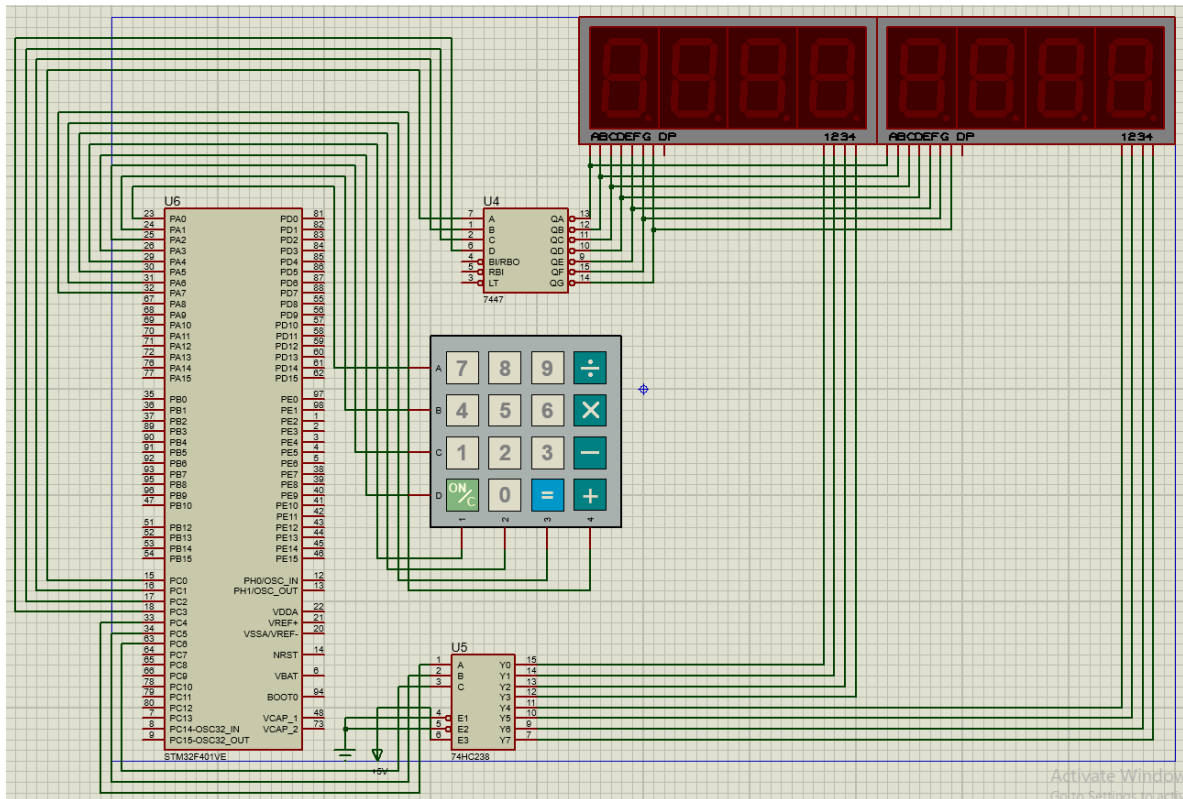 ABCDEFG DP 1234 ABCDEFG DP 1234
U6
23 PA0 PD0 81
24 PA1 PD1 82
25 PA2 PD2 83
26 PA3 PD3 84
29 PA4 PD4 85
30 PA5 PD5 86
31 PA6 PD6 87
32 PA7 PD7 88
67 PA8 PD8 55
68 PA9 PD9 56
69 PA10 PD10 57
70 PA11 PD11 58
71 PA12 PD12 59
72 PA13 PD13 60
76 PA14 PD14 61
77 PA15 PD15 62
35 PB0 PE0 97
36 PB1 PE1 98
37 PB2 PE2 1
89 PB3 PE3 2
90 PB4 PE4 3
91 PB5 PE5 4
92 PB6 PE6 5
93 PB7 PE7 38
95 PB8 PE8 39
96 PB9 PE9 40
47 PB10 PE10 41
PE11 42
51 PB12 PE12 43
52 PB13 PE13 44
53 PB14 PE14 45
54 PB15 PE15 46
15 PC0 PH0/OSC_IN 12
16 PC1 PH1/OSC_OUT 13
17 PC2
18 PC3 VDDA 22
33 PC4 VREF+ 21
34 PC5 VSSA/VREF- 20
63 PC6
64 PC7 NRST 14
65 PC8
66 PC9 VBAT 6
78 PC10
79 PC11 BOOT0 94
80 PC12
7 PC13 VCAP_1 48
8 PC14-OSC32_IN VCAP_2 73
9 PC15-OSC32_OUT
STM32F401VE
U4
7 A QA 13
1 B QB 12
2 C QC 11
6 D QD 10
4 BI/RBO QE 9
5 RBI QF 15
3 LT QG 14
7447
A 7 8 9 ÷
B 4 5 6 ×
C 1 2 3 −
D ON/C 0 = +
1 2 3 4
U5
1 A Y0 15
2 B Y1 14
3 C Y2 13
Y3 12
Y4 11
4 E1 Y5 10
5 E2 Y6 9
6 E3 Y7 7
74HC238
+5V
Activate Window
Go to Settings to acti